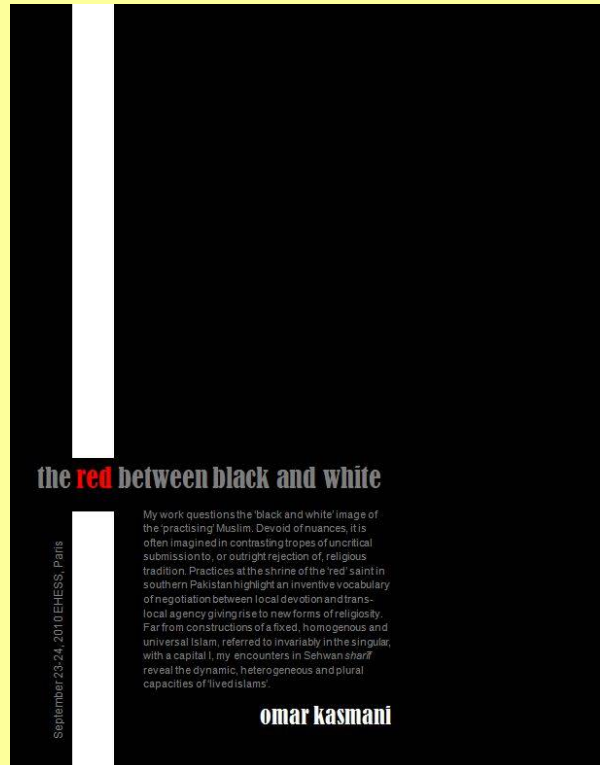 the red between black and white
My work questions the 'black and white' image of
the 'practising' Muslim. Devoid of nuances, it is
often imagined in contrasting tropes of uncritical
submission to, or outright rejection of, religious
tradition. Practices at the shrine of the 'red' saint in
southern Pakistan highlight an inventive vocabulary
of negotiation between local devotion and trans-
local agency giving rise to new forms of religiosity.
Far from constructions of a fixed, homogenous and
universal Islam, referred to invariably in the singular,
with a capital I, my encounters in Sehwan sharif
reveal the dynamic, heterogeneous and plural
capacities of 'lived islams'.
omar kasmani
September 23-24, 2010 EHESS, Paris